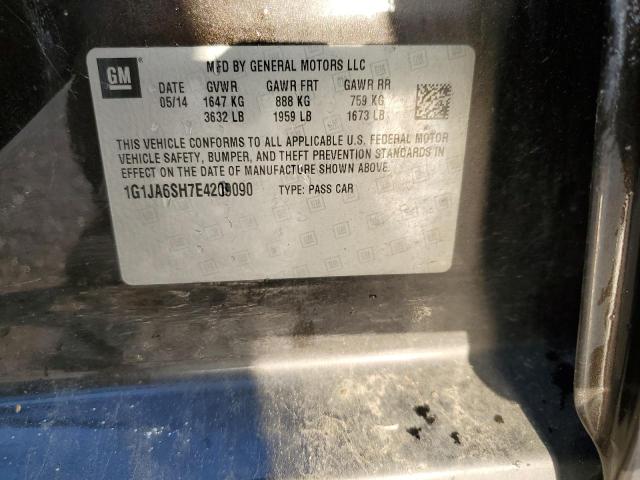 GM
MFD BY GENERAL MOTORS LLC
DATE GVWR GAWR FRT GAWR RR
05/14 1647 KG 888 KG 759 KG
3632 LB 1959 LB 1673 LB
THIS VEHICLE CONFORMS TO ALL APPLICABLE U.S. FEDERAL MOTOR
VEHICLE SAFETY, BUMPER, AND THEFT PREVENTION STANDARDS IN
EFFECT ON THE DATE OF MANUFACTURE SHOWN ABOVE.
TYPE: PASS CAR